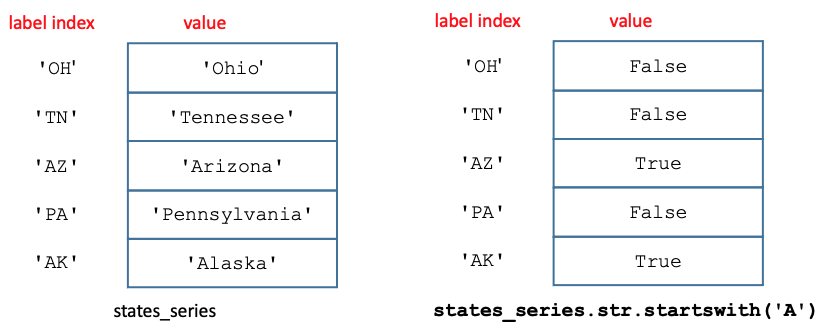 label index value
'OH' 'Ohio'
'TN' 'Tennessee'
'AZ' 'Arizona'
'PA' 'Pennsylvania'
'AK' 'Alaska'
states_series
label index value
'OH' False
'TN' False
'AZ' True
'PA' False
'AK' True
states_series.str.startswith('A')